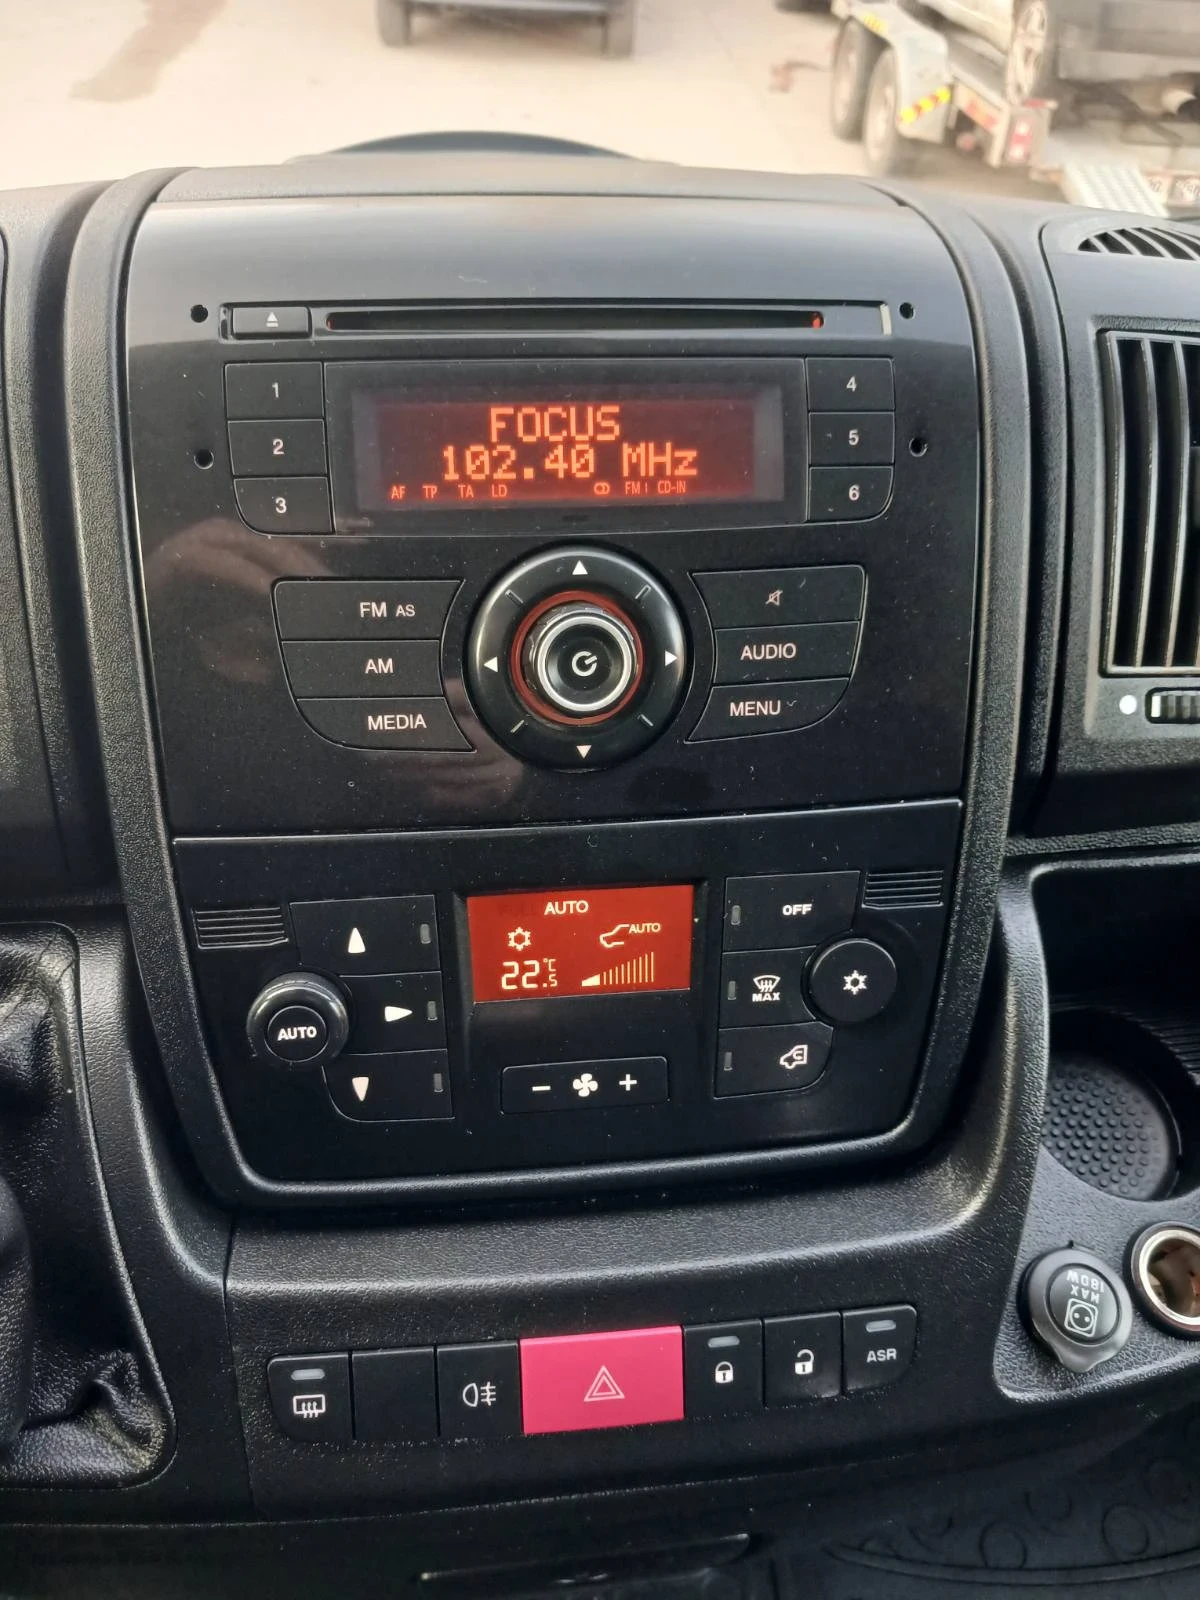 1
2
3
4
5
6
FOCUS
102.40 MHz
AF TP TA LD FM I CD-IN
FM AS
AM
MEDIA
AUDIO
MENU
AUTO
AUTO
22.5 °C
AUTO
OFF
MAX
ASR
MAX
180W